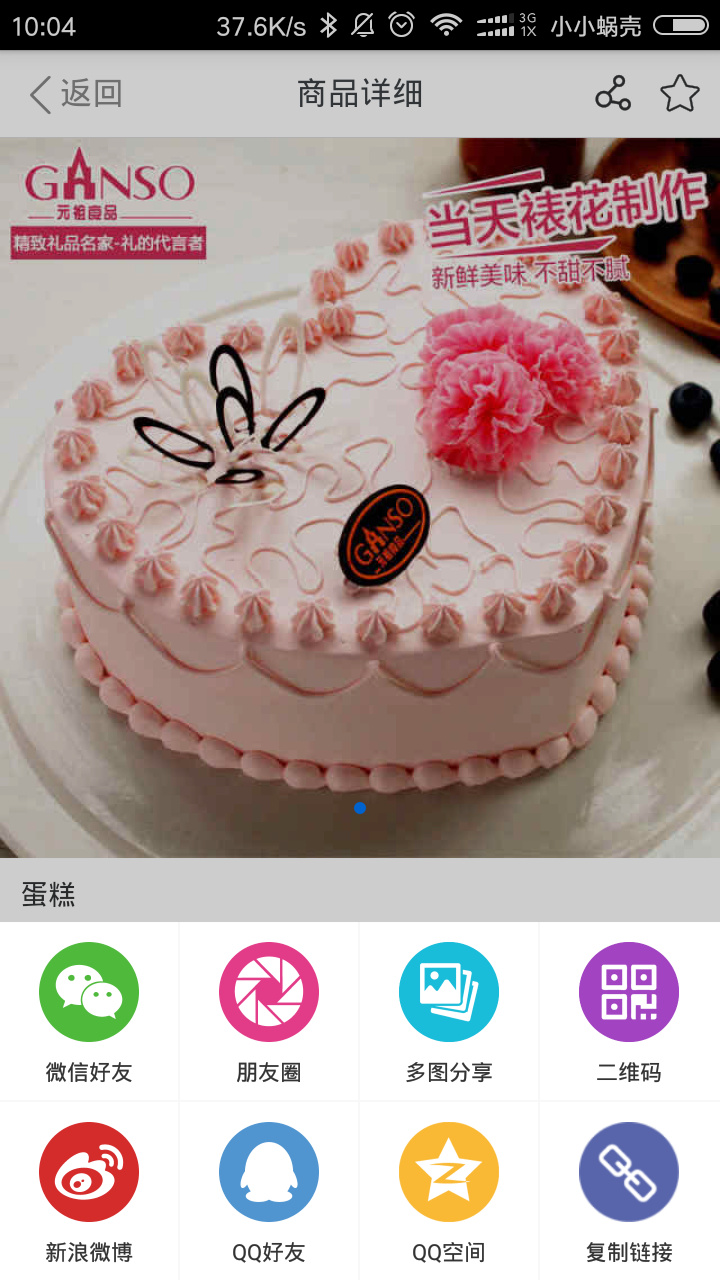 10:04 37.6K/s 3G 1X 小小蜗壳
返回 商品详细
GANSO
元祖食品
精致礼品名家-礼的代言者
当天裱花制作
新鲜美味 不甜不腻
GANSO
元祖食品
蛋糕
微信好友 朋友圈 多图分享 二维码
新浪微博 QQ好友 QQ空间 复制链接